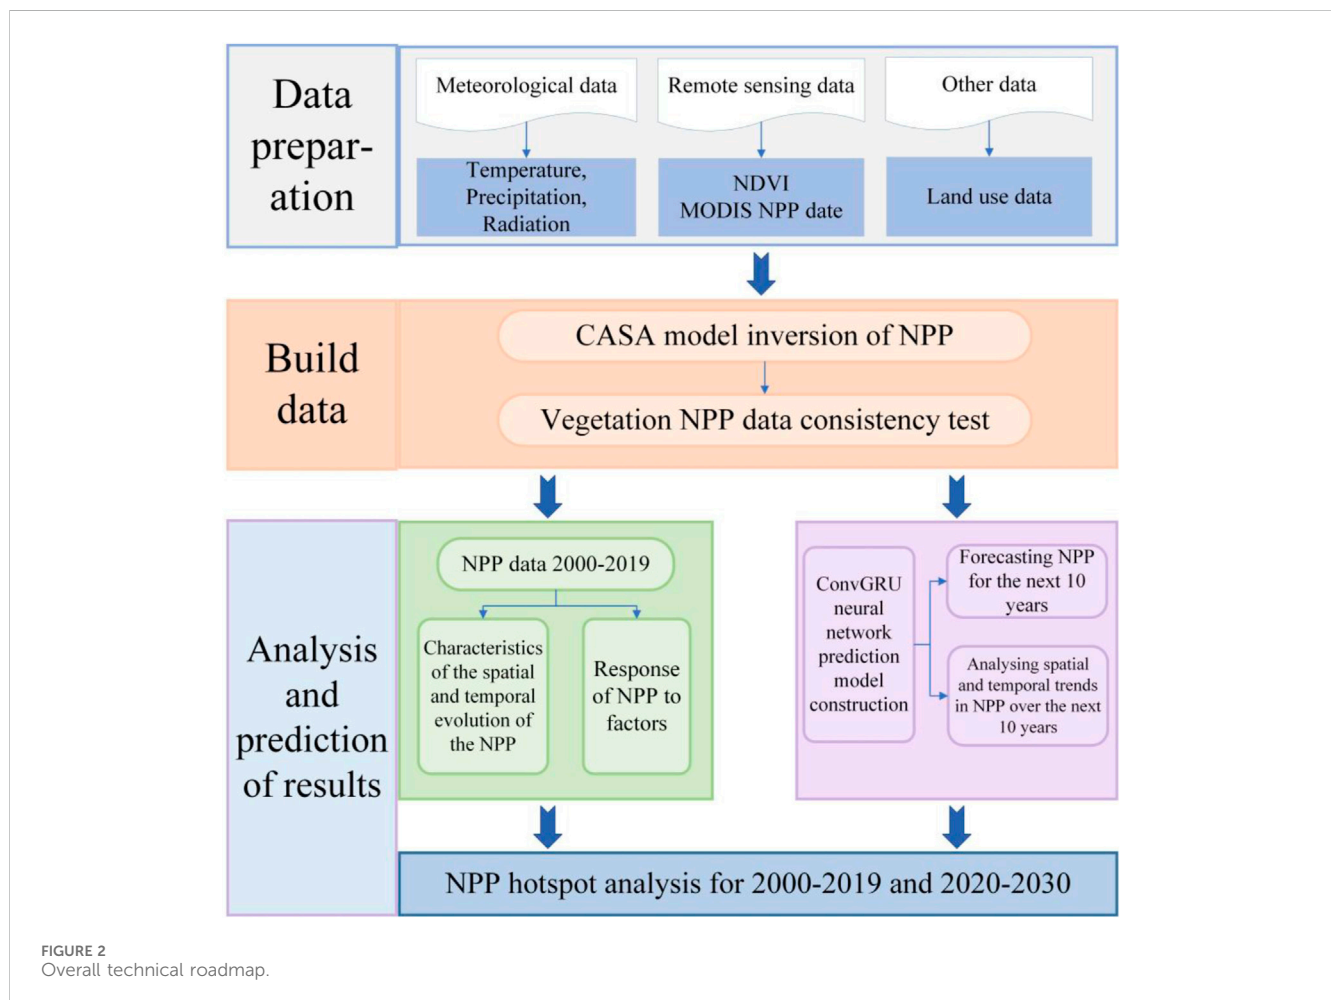 Data
prepar-
ation
Meteorological data
Remote sensing data
Other data
Temperature,
Precipitation,
Radiation
NDVI
MODIS NPP date
Land use data
Build
data
CASA model inversion of NPP
Vegetation NPP data consistency test
Analysis
and
prediction
of results
NPP data 2000-2019
Characteristics
of the spatial
and temporal
evolution of
the NPP
Response
of NPP to
factors
ConvGRU
neural
network
prediction
model
construction
Forecasting NPP
for the next 10
years
Analysing spatial
and temporal trends
in NPP over the next
10 years
NPP hotspot analysis for 2000-2019 and 2020-2030
FIGURE 2
Overall technical roadmap.